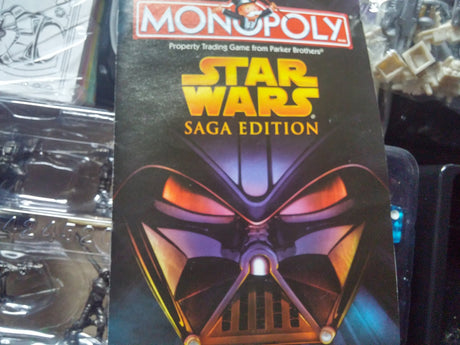 MONOPOLY
Property Trading Game from Parker Brothers®
STAR
WARS®
SAGA EDITION